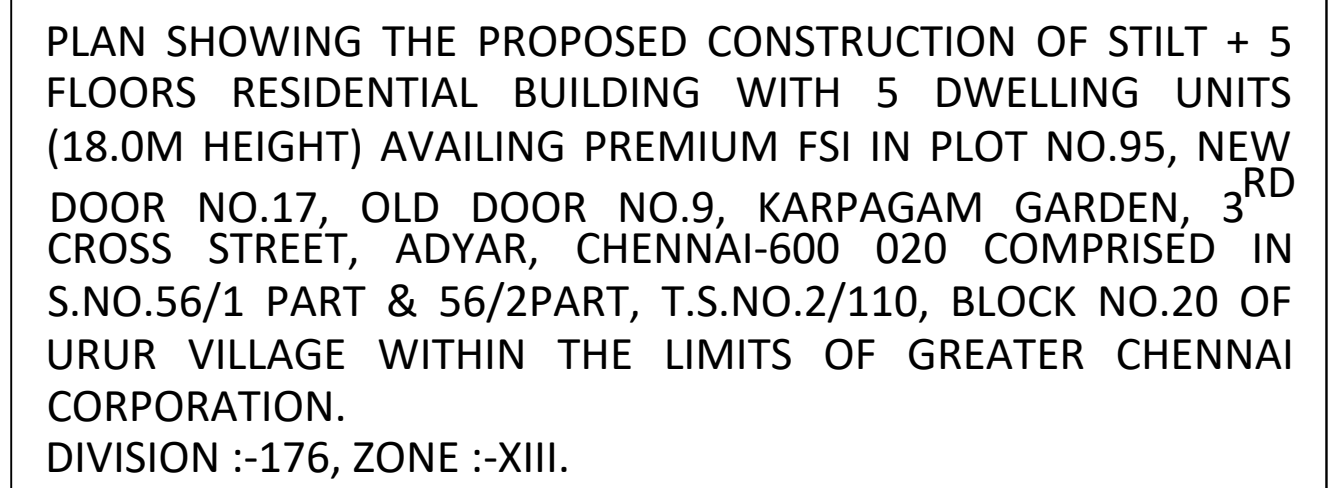 PLAN SHOWING THE PROPOSED CONSTRUCTION OF STILT + 5
FLOORS RESIDENTIAL BUILDING WITH 5 DWELLING UNITS
(18.0M HEIGHT) AVAILING PREMIUM FSI IN PLOT NO.95, NEW
DOOR NO.17, OLD DOOR NO.9, KARPAGAM GARDEN, 3RD
CROSS STREET, ADYAR, CHENNAI-600 020 COMPRISED IN
S.NO.56/1 PART & 56/2PART, T.S.NO.2/110, BLOCK NO.20 OF
URUR VILLAGE WITHIN THE LIMITS OF GREATER CHENNAI
CORPORATION.
DIVISION :-176, ZONE :-XIII.